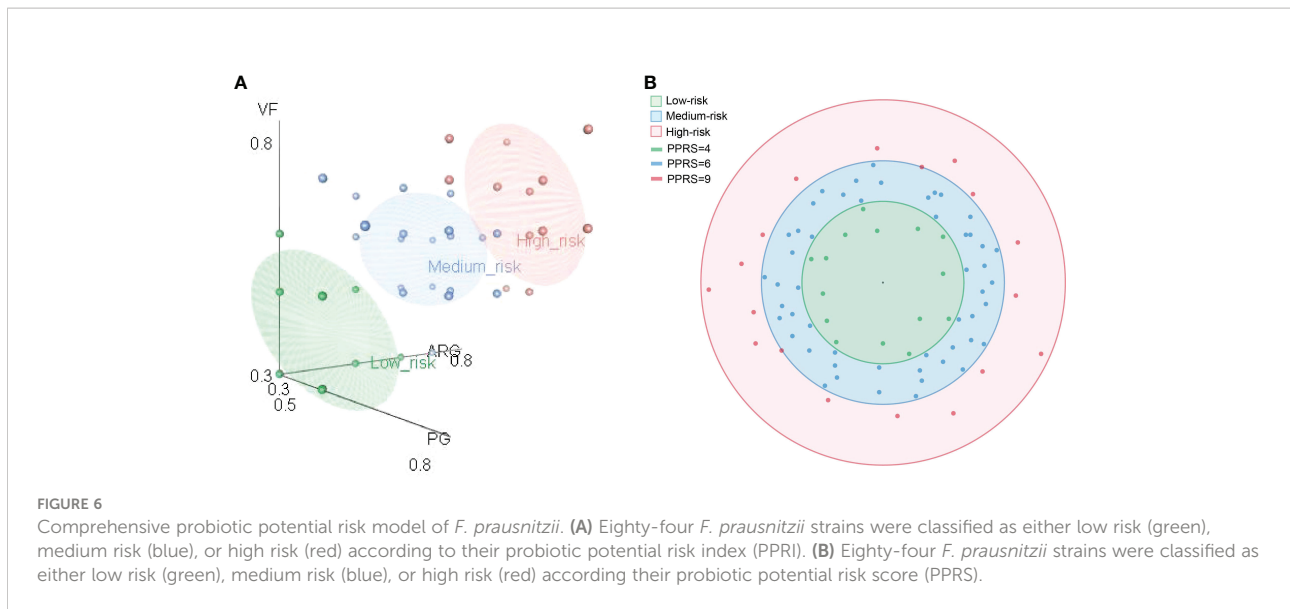 A
VF
0.8
High_risk
Medium_risk
ARG
0.8
Low_risk
0.3
0.3
0.5
PG
0.8
B
Low-risk
Medium-risk
High-risk
PPRS=4
PPRS=6
PPRS=9
FIGURE 6
Comprehensive probiotic potential risk model of F. prausnitzii. (A) Eighty-four F. prausnitzii strains were classified as either low risk (green),
medium risk (blue), or high risk (red) according to their probiotic potential risk index (PPRI). (B) Eighty-four F. prausnitzii strains were classified as
either low risk (green), medium risk (blue), or high risk (red) according their probiotic potential risk score (PPRS).